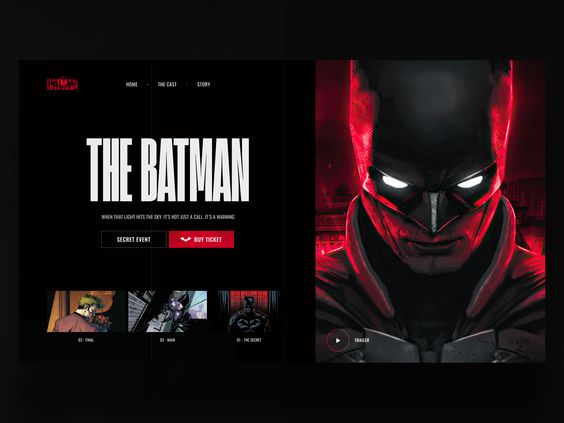 BATMAN
HOME - THE CAST - STORY
THE BATMAN
WHEN THAT LIGHT HITS THE SKY. IT'S NOT JUST A CALL. IT'S A WARNING.
SECRET EVENT
BUY TICKET
03 - FINAL
02 - MAIN
01 - THE SECRET
TRAILER